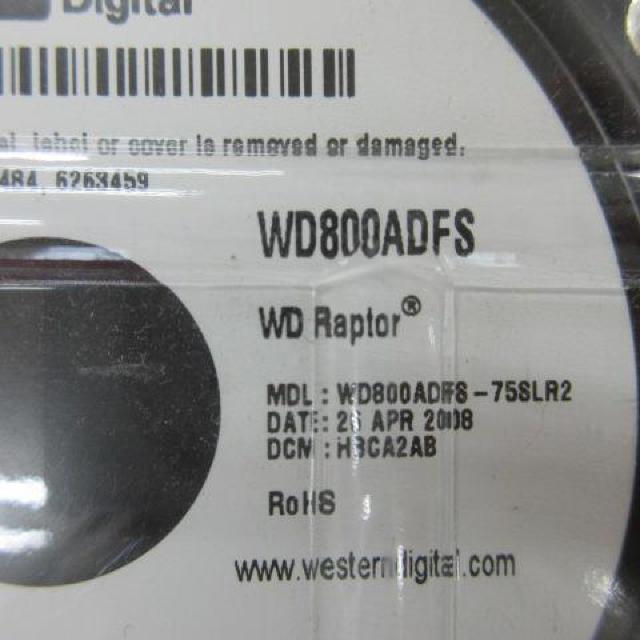 Digital
label or cover is removed or damaged.
484, 6263459
WD800ADFS
WD Raptor®
MDL: WD800ADFS-75SLR2
DATE: APR 2008
DCM: HBCA2AB
RoHS
www.westerndigital.com